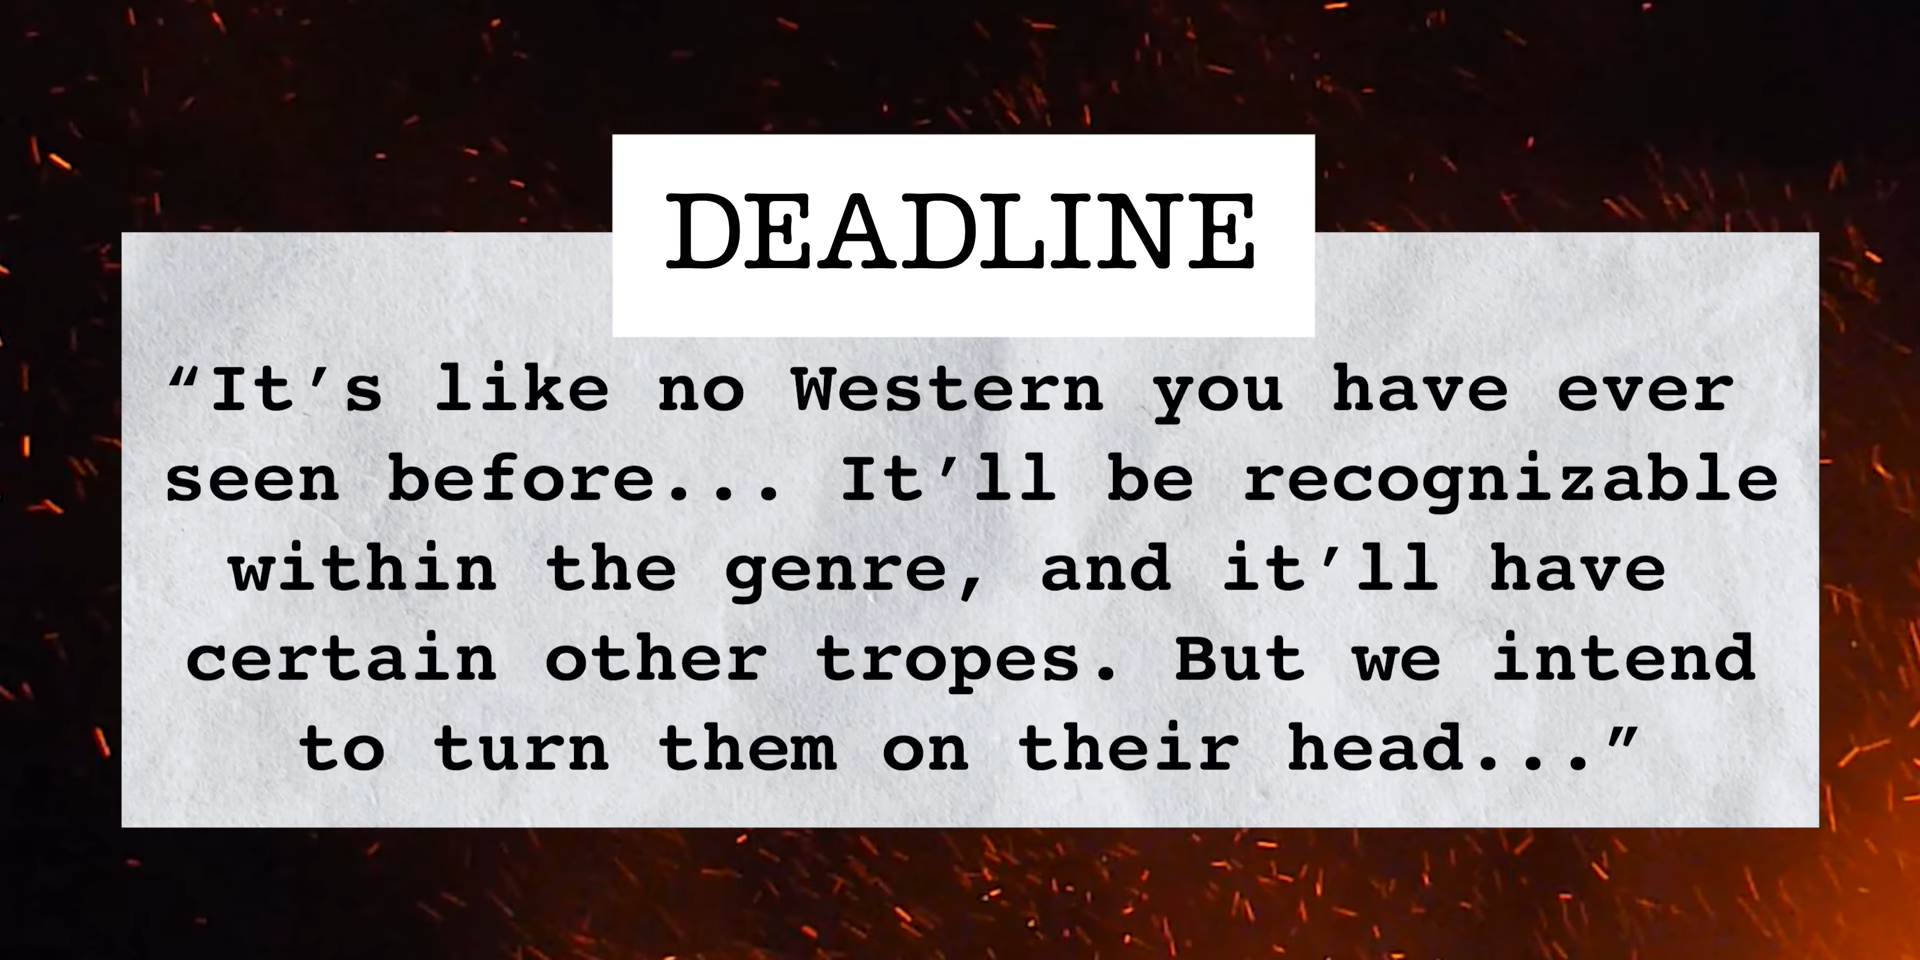 DEADLINE
“It’s like no Western you have ever
seen before... It’ll be recognizable
within the genre, and it’ll have
certain other tropes. But we intend
to turn them on their head...”